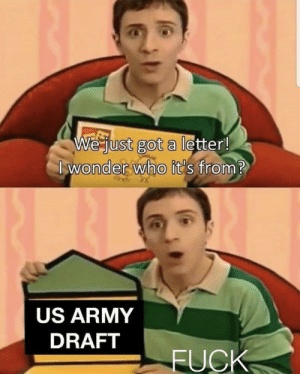 We just got a letter!
I wonder who it's from?
US ARMY
DRAFT
FUCK